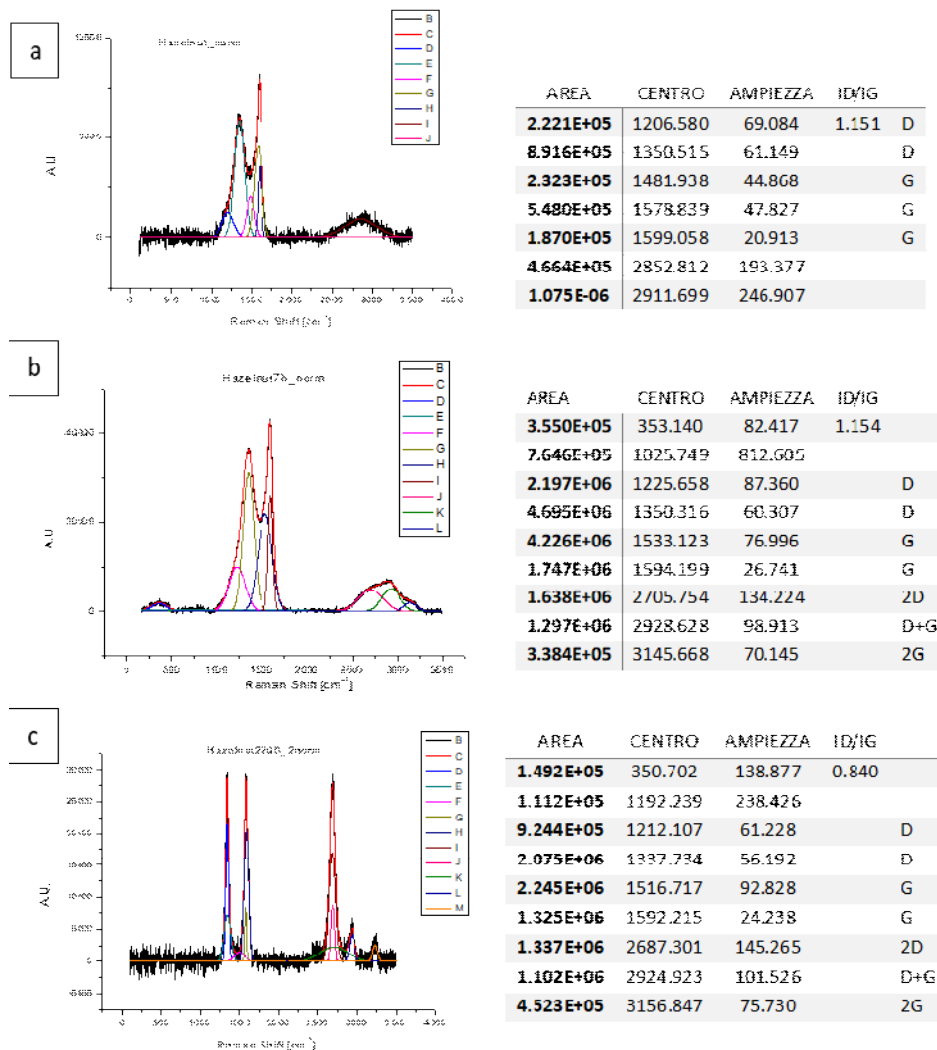 a
B
C
D
E
F
G
H
I
J
A.U.
Raman Shift [cm⁻¹]
AREA CENTRO AMPIEZZA ID/IG
2.221E+05 1206.580 69.084 1.151 D
8.916E+05 1350.515 61.149 D
2.323E+05 1481.938 44.868 G
5.480E+05 1578.839 47.827 G
1.870E+05 1599.058 20.913 G
4.664E+05 2852.812 193.377
1.075E-06 2911.699 246.907
b
B
C
D
E
F
G
H
I
J
K
L
A.U.
Raman Shift [cm⁻¹]
AREA CENTRO AMPIEZZA ID/IG
3.550E+05 353.140 82.417 1.154
7.646E+05 1025.749 812.605
2.197E+06 1225.658 87.360 D
4.695E+06 1350.316 60.307 D
4.226E+06 1533.123 76.996 G
1.747E+06 1594.199 26.741 G
1.638E+06 2705.754 134.224 2D
1.297E+06 2928.628 98.913 D+G
3.384E+05 3145.668 70.145 2G
c
B
C
D
E
F
G
H
I
J
K
L
M
A.U.
Raman Shift [cm⁻¹]
AREA CENTRO AMPIEZZA ID/IG
1.492E+05 350.702 138.877 0.840
1.112E+05 1192.239 238.426
9.244E+05 1212.107 61.228 D
2.075E+06 1337.734 56.192 D
2.245E+06 1516.717 92.828 G
1.325E+06 1592.215 24.238 G
1.337E+06 2687.301 145.265 2D
1.102E+06 2924.923 101.526 D+G
4.523E+05 3156.847 75.730 2G